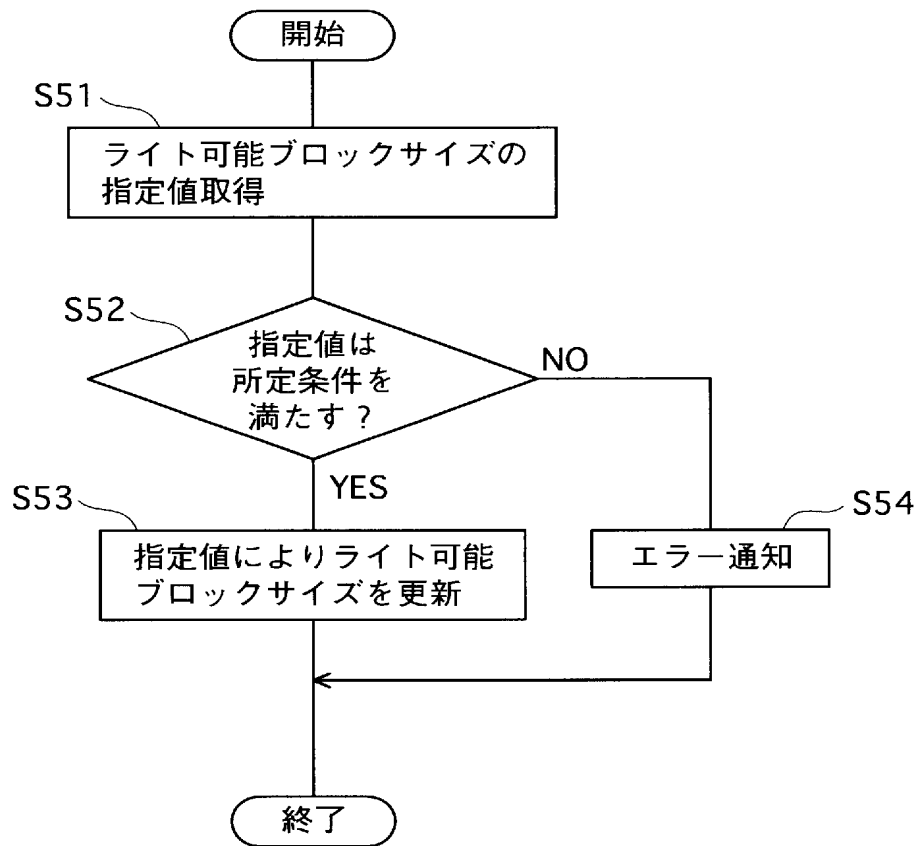 開始
S51
ライト可能ブロックサイズの
指定値取得
S52
指定値は
所定条件を
満たす？
NO
YES
S53
指定値によりライト可能
ブロックサイズを更新
S54
エラー通知
終了